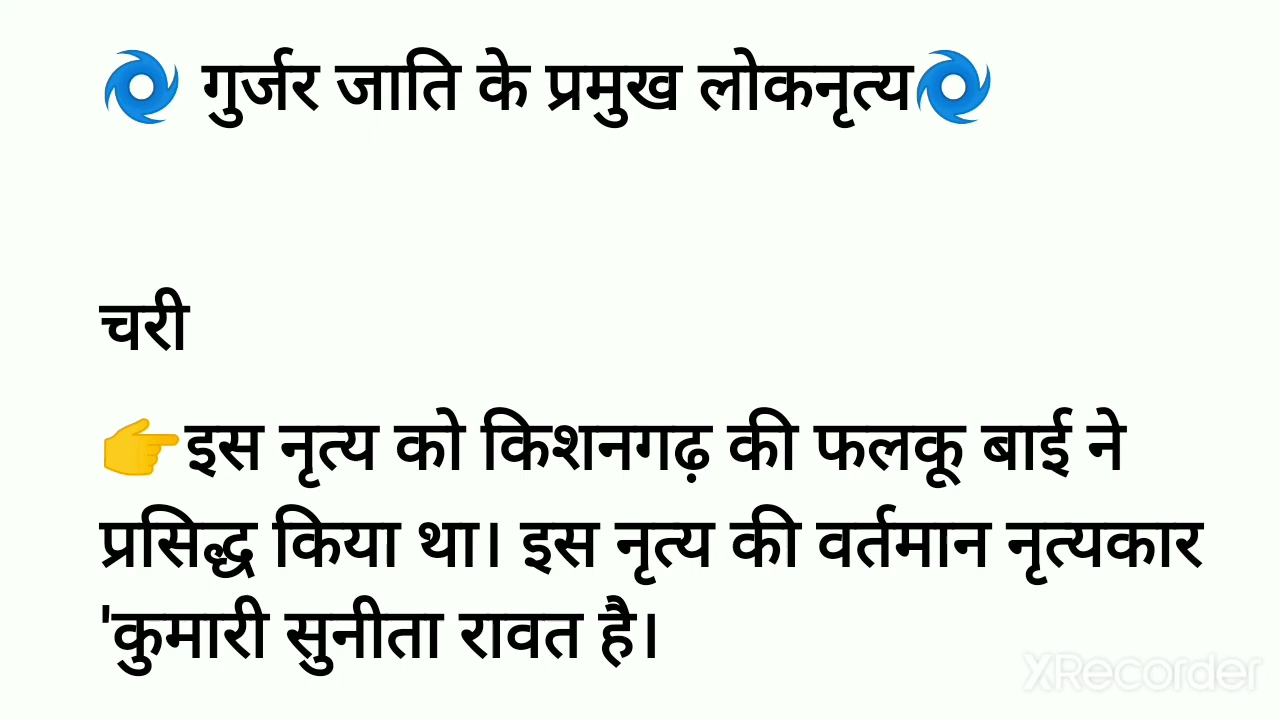 🌀 गुर्जर जाति के प्रमुख लोकनृत्य🌀
चरी
👉इस नृत्य को किशनगढ़ की फलकू बाई ने
प्रसिद्ध किया था। इस नृत्य की वर्तमान नृत्यकार
'कुमारी सुनीता रावत है।
XRecorder